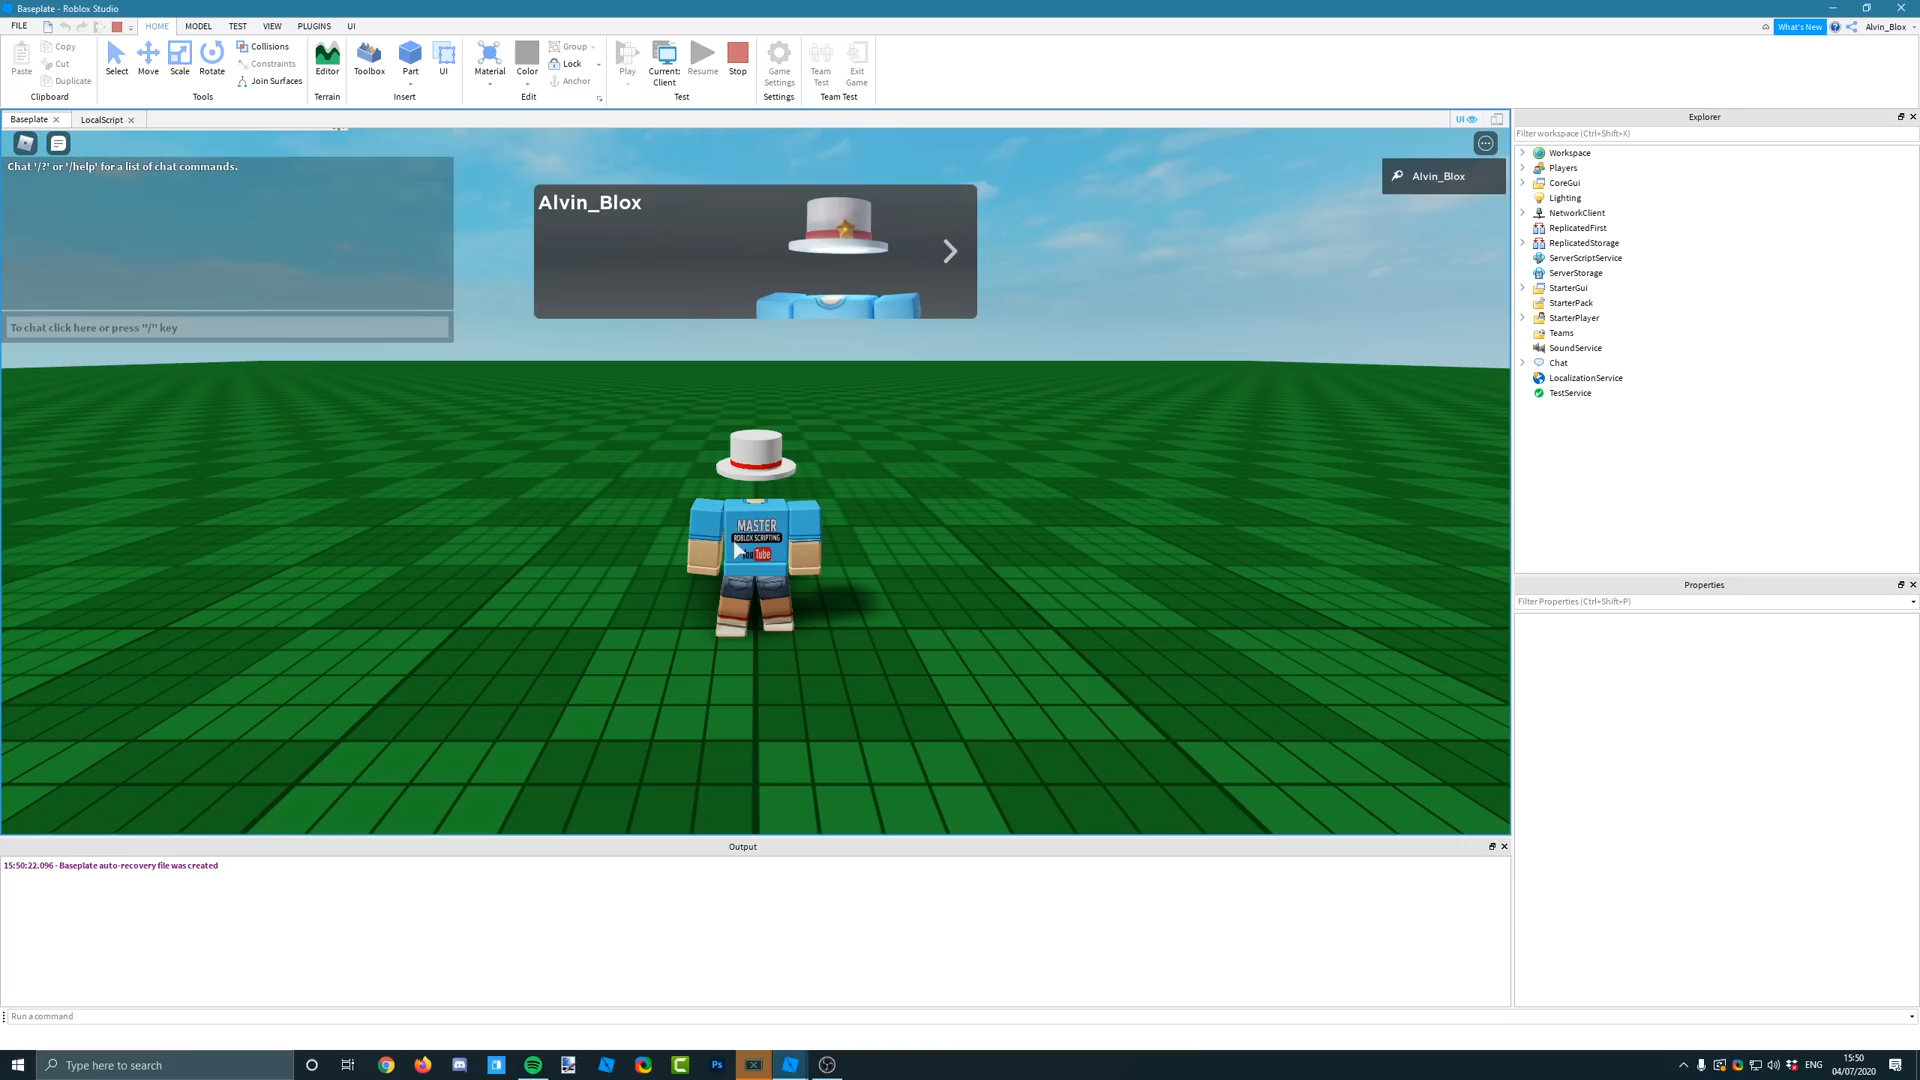 Baseplate - Roblox Studio
FILE HOME MODEL TEST VIEW PLUGINS UI What's New Alvin_Blox
Paste Copy Cut Duplicate
Clipboard
Select Move Scale Rotate Collisions Constraints Join Surfaces
Tools
Editor
Terrain
Toolbox Part UI
Insert
Material Color Group Lock Anchor
Edit
Play Current: Client Resume Stop
Test
Game Settings
Settings
Team Test Exit Game
Team Test
Baseplate LocalScript UI
Chat '/?' or '/help' for a list of chat commands.
To chat click here or press "/" key
Alvin_Blox
Alvin_Blox
MASTER
ROBLOX SCRIPTING
YouTube
Explorer
Filter workspace (Ctrl+Shift+X)
Workspace
Players
CoreGui
Lighting
NetworkClient
ReplicatedFirst
ReplicatedStorage
ServerScriptService
ServerStorage
StarterGui
StarterPack
StarterPlayer
Teams
SoundService
Chat
LocalizationService
TestService
Properties
Filter Properties (Ctrl+Shift+P)
Output
15:50:22.096 - Baseplate auto-recovery file was created
Run a command
Type here to search
Ps
ENG
15:50
04/07/2020